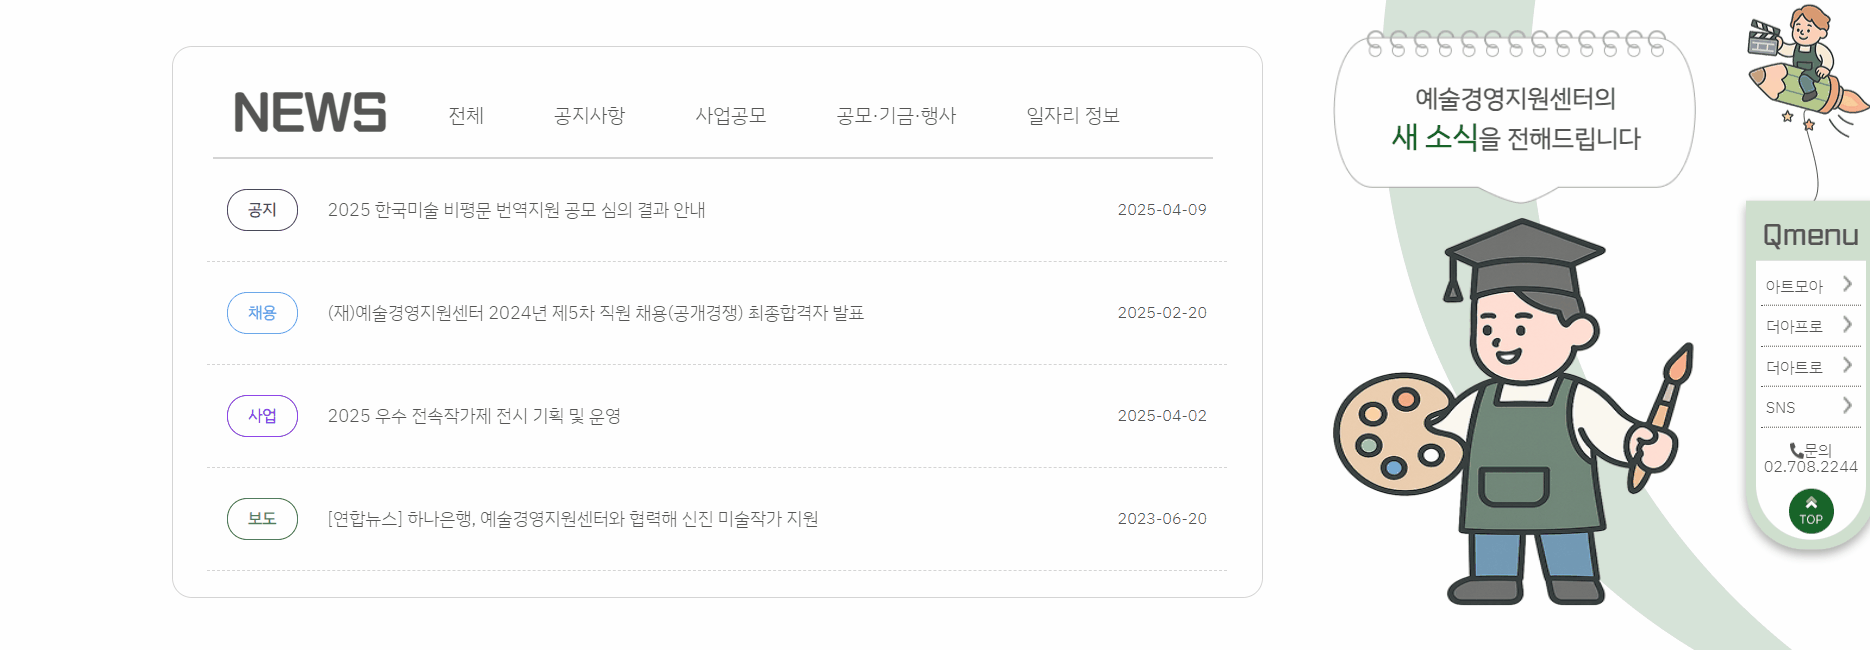 NEWS 전체 공지사항 사업공모 공모·기금·행사 일자리 정보
공지 2025 한국미술 비평문 번역지원 공모 심의 결과 안내 2025-04-09
채용 (재)예술경영지원센터 2024년 제5차 직원 채용(공개경쟁) 최종합격자 발표 2025-02-20
사업 2025 우수 전속작가제 전시 기획 및 운영 2025-04-02
보도 [연합뉴스] 하나은행, 예술경영지원센터와 협력해 신진 미술작가 지원 2023-06-20
예술경영지원센터의
새 소식을 전해드립니다
Qmenu
아트모아
더아프로
더아트로
SNS
문의
02.708.2244
TOP